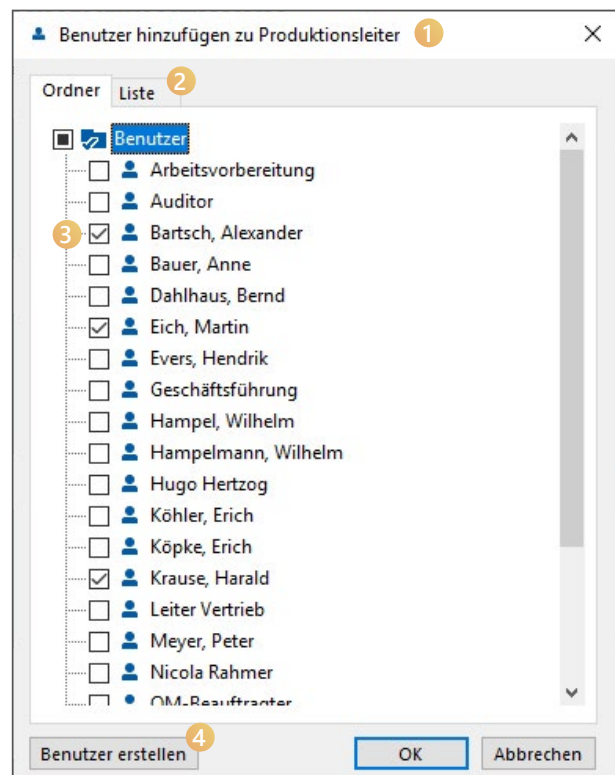 Benutzer hinzufügen zu Produktionsleiter 1
Ordner Liste 2
Benutzer
Arbeitsvorbereitung
Auditor
3 Bartsch, Alexander
Bauer, Anne
Dahlhaus, Bernd
Eich, Martin
Evers, Hendrik
Geschäftsführung
Hampel, Wilhelm
Hampelmann, Wilhelm
Hugo Hertzog
Köhler, Erich
Köpke, Erich
Krause, Harald
Leiter Vertrieb
Meyer, Peter
Nicola Rahmer
QM-Beauftragter
Benutzer erstellen 4 OK Abbrechen